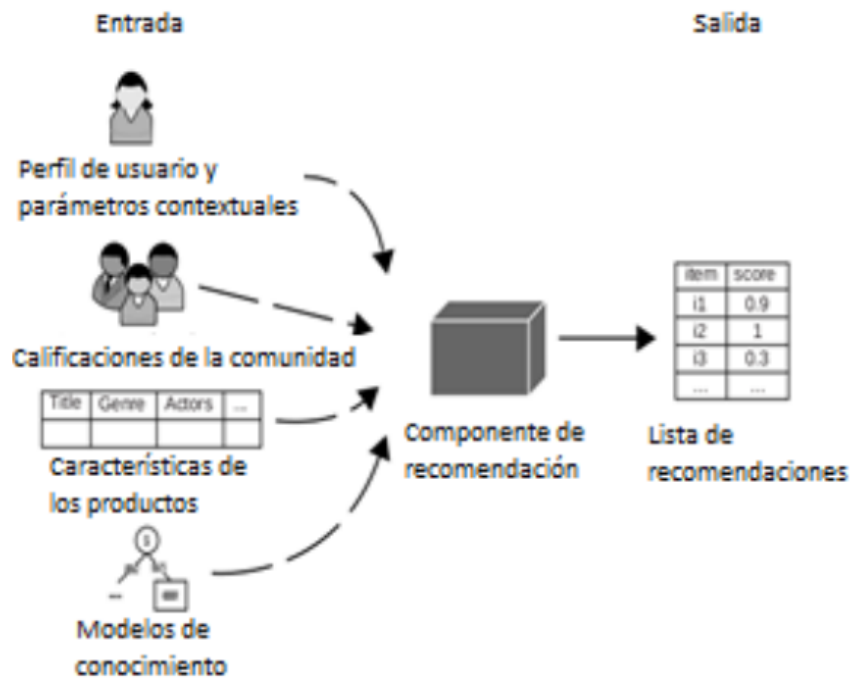 Entrada
Salida
Perfil de usuario y
parámetros contextuales
Calificaciones de la comunidad
Title Genre Actors ...
Características de
los productos
Modelos de
conocimiento
Componente de
recomendación
item score
i1 0.9
i2 1
i3 0.3
... ...
Lista de
recomendaciones